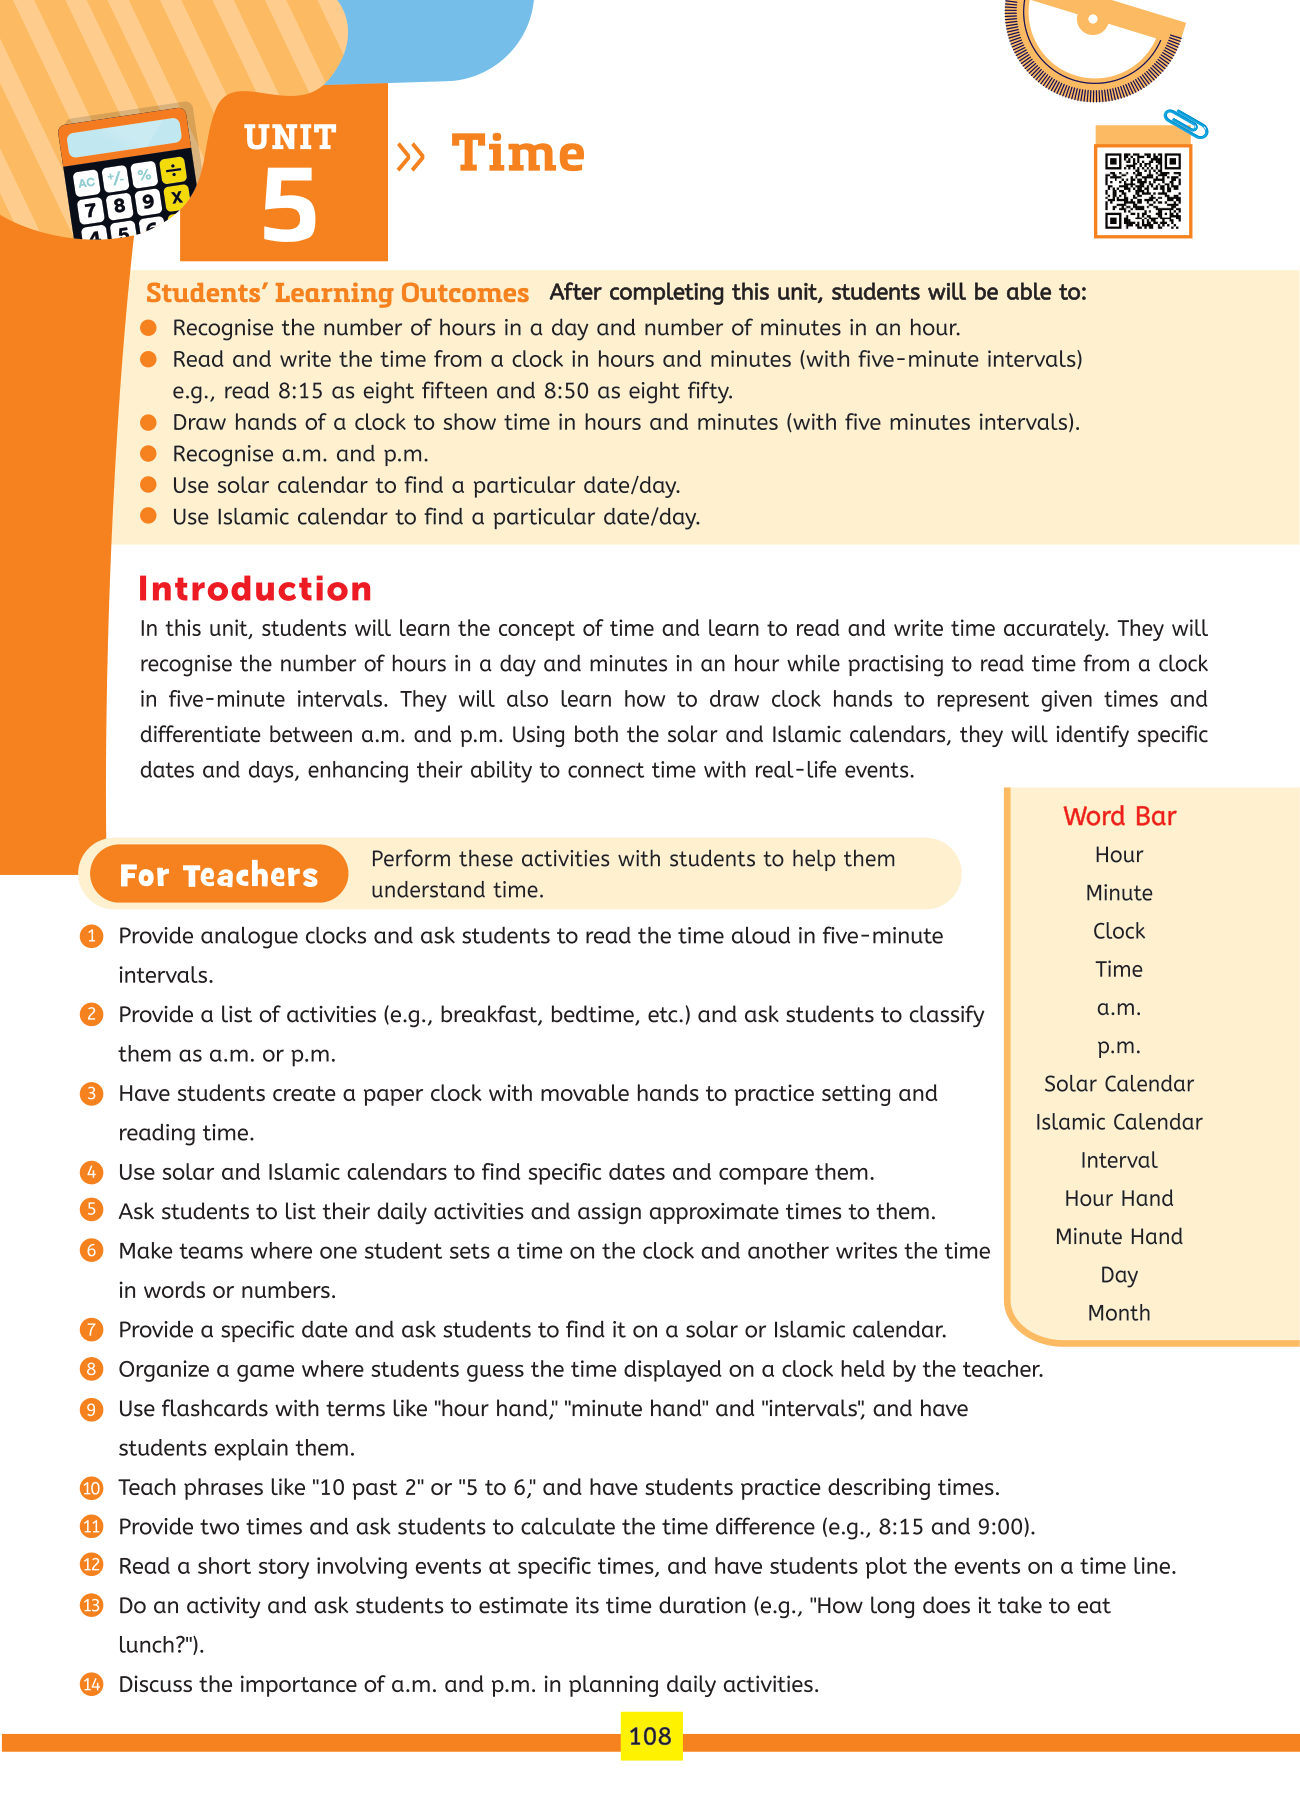 UNIT
5
» Time
AC +/- % ÷
7 8 9 X
4 5 6
Students’ Learning Outcomes After completing this unit, students will be able to:
● Recognise the number of hours in a day and number of minutes in an hour.
● Read and write the time from a clock in hours and minutes (with five-minute intervals)
e.g., read 8:15 as eight fifteen and 8:50 as eight fifty.
● Draw hands of a clock to show time in hours and minutes (with five minutes intervals).
● Recognise a.m. and p.m.
● Use solar calendar to find a particular date/day.
● Use Islamic calendar to find a particular date/day.
Introduction
In this unit, students will learn the concept of time and learn to read and write time accurately. They will
recognise the number of hours in a day and minutes in an hour while practising to read time from a clock
in five-minute intervals. They will also learn how to draw clock hands to represent given times and
differentiate between a.m. and p.m. Using both the solar and Islamic calendars, they will identify specific
dates and days, enhancing their ability to connect time with real-life events.
For Teachers
Perform these activities with students to help them
understand time.
1 Provide analogue clocks and ask students to read the time aloud in five-minute
intervals.
2 Provide a list of activities (e.g., breakfast, bedtime, etc.) and ask students to classify
them as a.m. or p.m.
3 Have students create a paper clock with movable hands to practice setting and
reading time.
4 Use solar and Islamic calendars to find specific dates and compare them.
5 Ask students to list their daily activities and assign approximate times to them.
6 Make teams where one student sets a time on the clock and another writes the time
in words or numbers.
7 Provide a specific date and ask students to find it on a solar or Islamic calendar.
8 Organize a game where students guess the time displayed on a clock held by the teacher.
9 Use flashcards with terms like "hour hand," "minute hand" and "intervals", and have
students explain them.
10 Teach phrases like "10 past 2" or "5 to 6," and have students practice describing times.
11 Provide two times and ask students to calculate the time difference (e.g., 8:15 and 9:00).
12 Read a short story involving events at specific times, and have students plot the events on a time line.
13 Do an activity and ask students to estimate its time duration (e.g., "How long does it take to eat
lunch?").
14 Discuss the importance of a.m. and p.m. in planning daily activities.
Word Bar
Hour
Minute
Clock
Time
a.m.
p.m.
Solar Calendar
Islamic Calendar
Interval
Hour Hand
Minute Hand
Day
Month
108